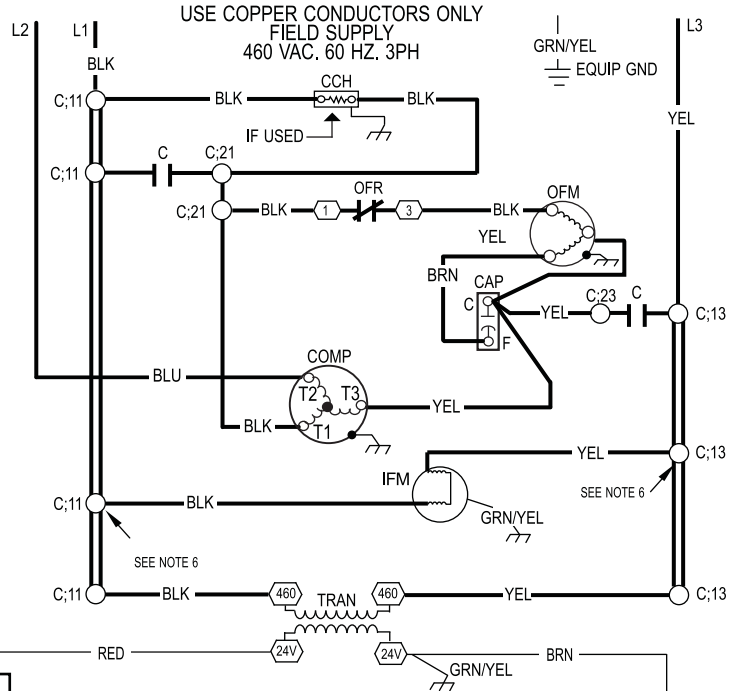 USE COPPER CONDUCTORS ONLY
FIELD SUPPLY
460 VAC, 60 HZ, 3PH
L2
L1
L3
BLK
GRN/YEL
EQUIP GND
CCH
C;11
BLK
BLK
IF USED
YEL
C;11
C
C;21
OFR
OFM
C;21
BLK
1
3
BLK
YEL
BRN
CAP
C
F
YEL
C;23
C
C;13
COMP
BLU
T2
T3
T1
YEL
BLK
IFM
YEL
C;13
SEE NOTE 6
C;11
BLK
GRN/YEL
SEE NOTE 6
C;11
BLK
460
TRAN
460
YEL
C;13
RED
24V
24V
BRN
GRN/YEL